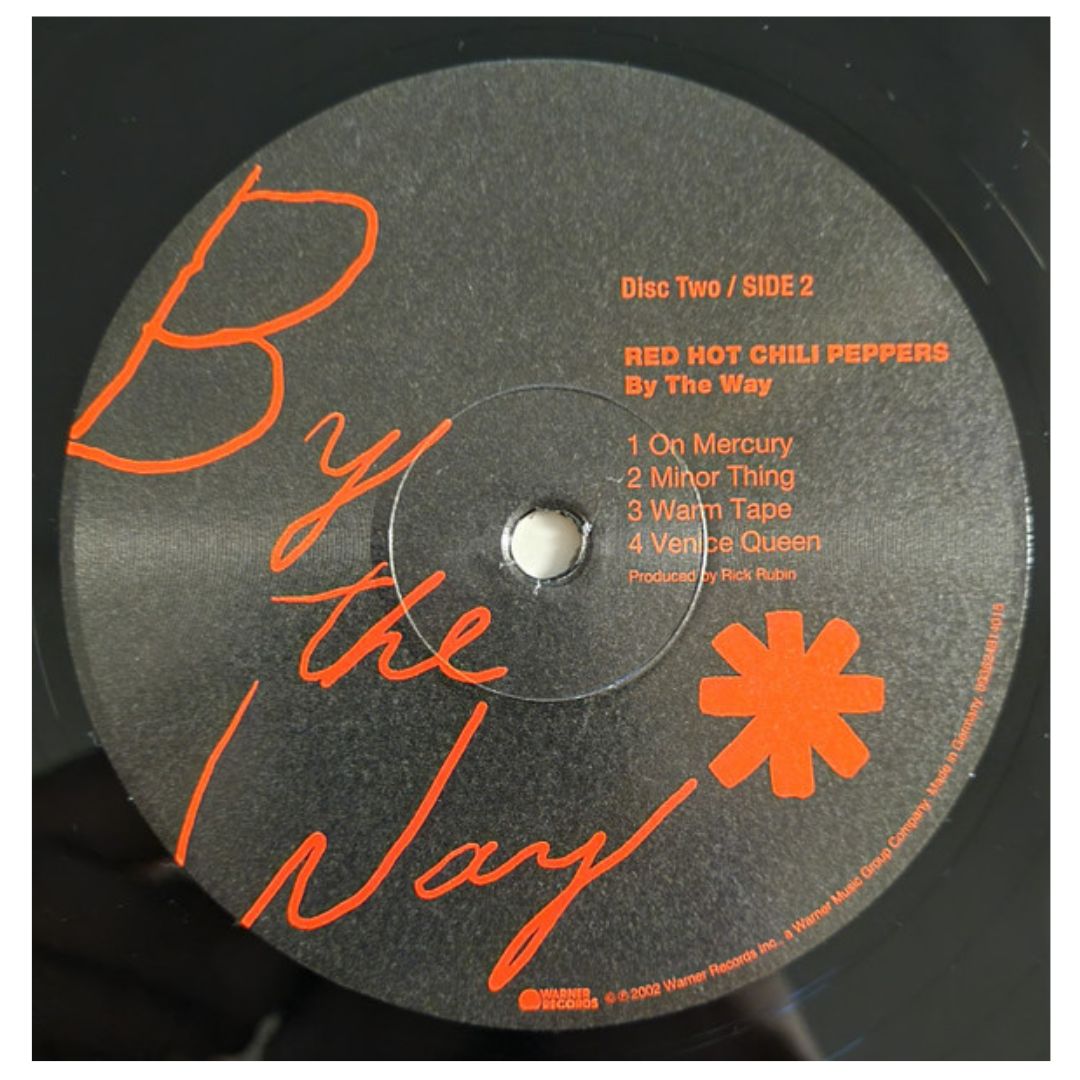 By
the
Way
Disc Two / SIDE 2
RED HOT CHILI PEPPERS
By The Way
1 On Mercury
2 Minor Thing
3 Warm Tape
4 Venice Queen
Produced by Rick Rubin
WARNER
RECORDS
© ℗ 2002 Warner Records Inc., a Warner Music Group Company. Made in Germany.